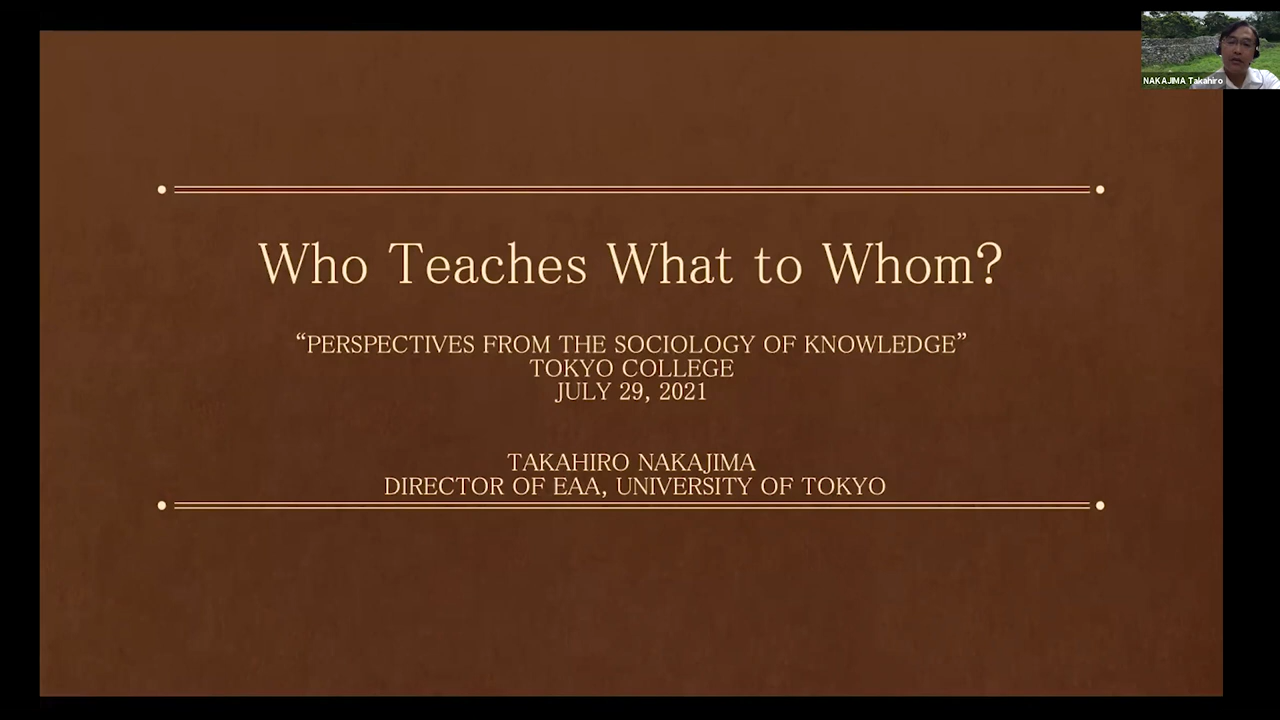 NAKAJIMA Takahiro
Who Teaches What to Whom?
“PERSPECTIVES FROM THE SOCIOLOGY OF KNOWLEDGE”
TOKYO COLLEGE
JULY 29, 2021
TAKAHIRO NAKAJIMA
DIRECTOR OF EAA, UNIVERSITY OF TOKYO